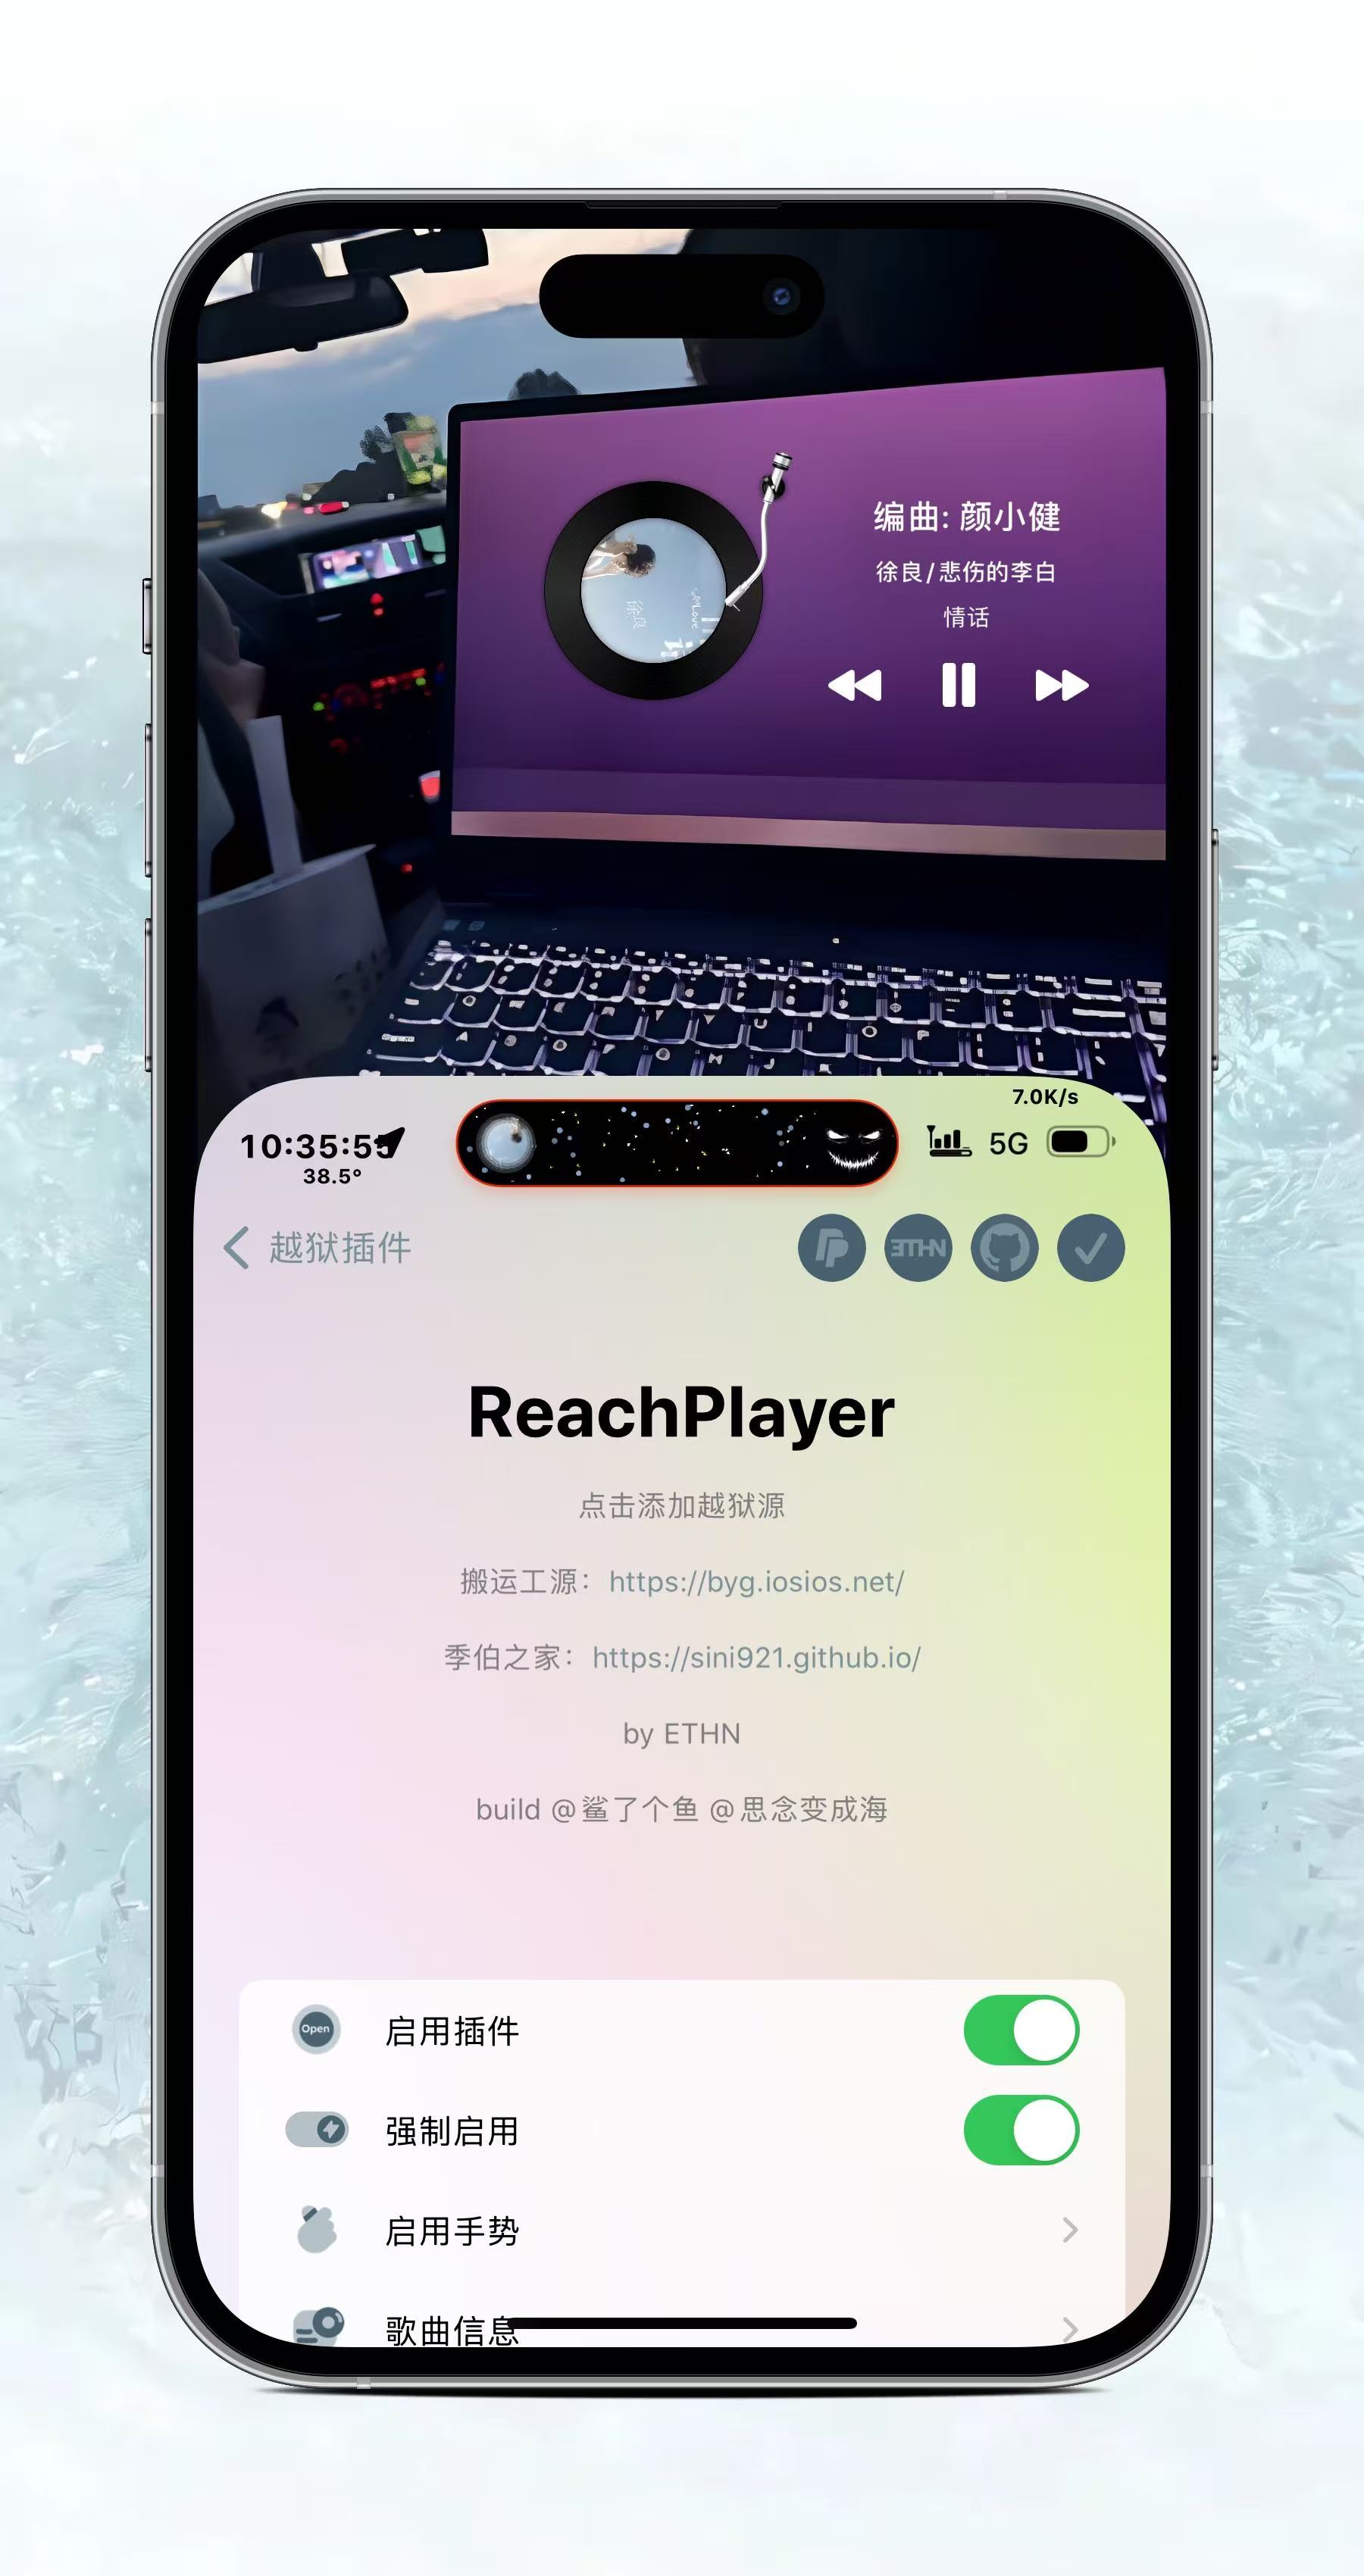 编曲: 颜小健
徐良/悲伤的李白
情话
徐良
7.0K/s
10:35:55
38.5°
5G
越狱插件
ETHN
ReachPlayer
点击添加越狱源
搬运工源：https://byg.iosios.net/
季伯之家：https://sini921.github.io/
by ETHN
build @鲨了个鱼 @思念变成海
Open
启用插件
强制启用
启用手势
歌曲信息